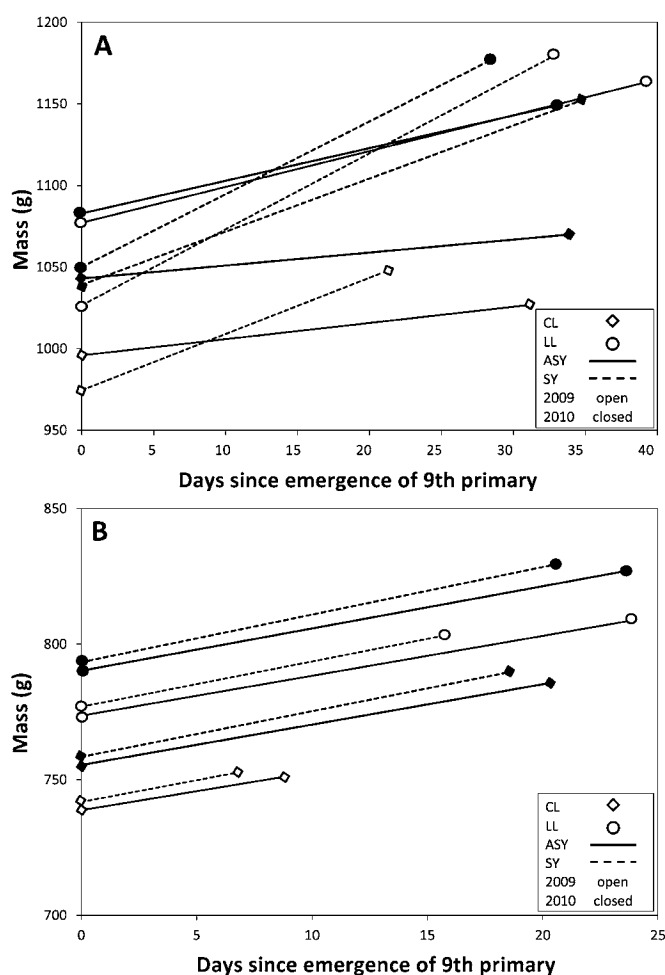 A
1200
1150
1100
1050
1000
950
Mass (g)
0 5 10 15 20 25 30 35 40
Days since emergence of 9th primary
CL
LL
ASY
SY
2009 open
2010 closed
B
850
800
750
700
Mass (g)
0 5 10 15 20 25
Days since emergence of 9th primary
CL
LL
ASY
SY
2009 open
2010 closed